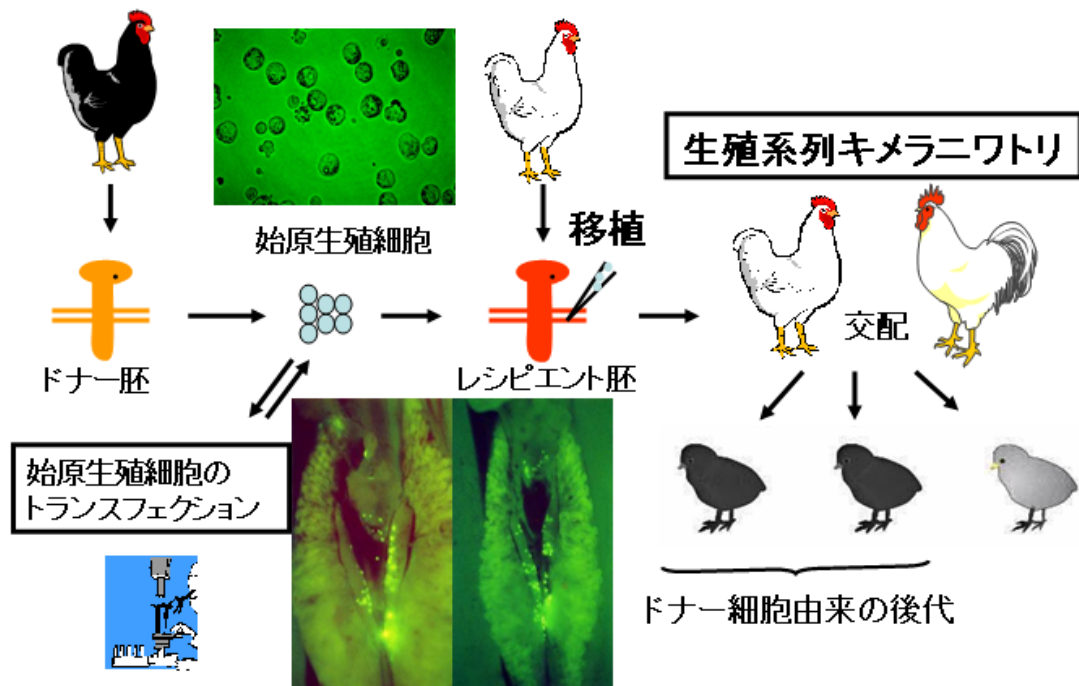 生殖系列キメラニワトリ
始原生殖細胞
移植
交配
ドナー胚
レシピエント胚
始原生殖細胞の
トランスフェクション
ドナー細胞由来の後代